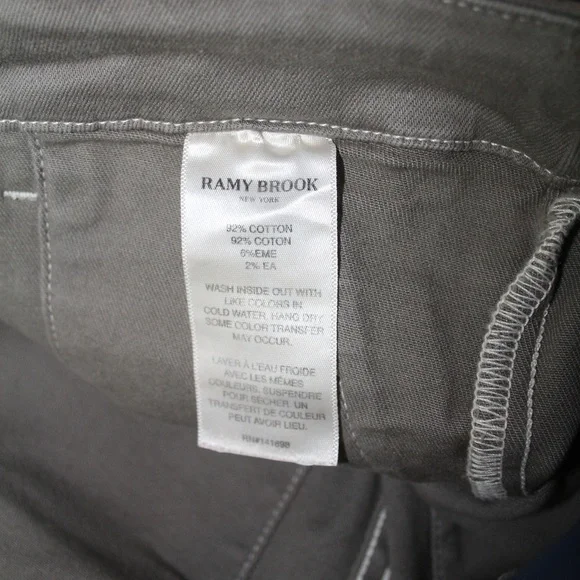 RAMY BROOK
NEW YORK
92% COTTON
92% COTON
6%EME
2% EA
WASH INSIDE OUT WITH
LIKE COLORS IN
COLD WATER, HANG DRY
SOME COLOR TRANSFER
MAY OCCUR.
LAVER À L'EAU FROIDE
AVEC LES MÊMES
COULEURS, SUSPENDRE
POUR SÉCHER. UN
TRANSFERT DE COULEUR
PEUT AVOIR LIEU.
RN#141698